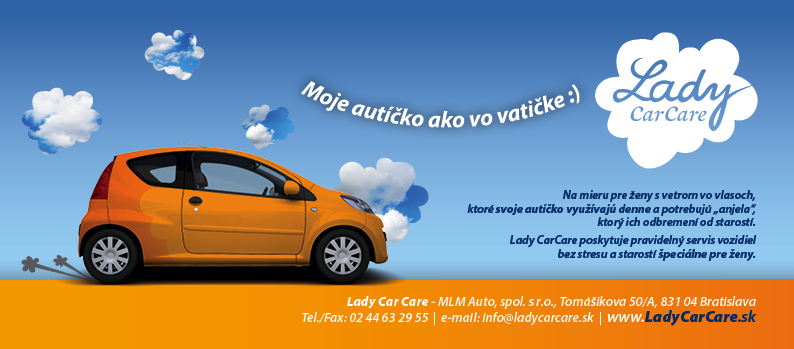 Moje autíčko ako vo vatičke :)
Lady
CarCare
Na mieru pre ženy s vetrom vo vlasoch,
ktoré svoje autíčko využívajú denne a potrebujú „anjela“,
ktorý ich odbremení od starostí.
Lady CarCare poskytuje pravidelný servis vozidiel
bez stresu a starostí špeciálne pre ženy.
Lady Car Care - MLM Auto, spol. s r.o., Tomášikova 50/A, 831 04 Bratislava
Tel./Fax: 02 44 63 29 55 | e-mail: info@ladycarcare.sk | www.LadyCarCare.sk